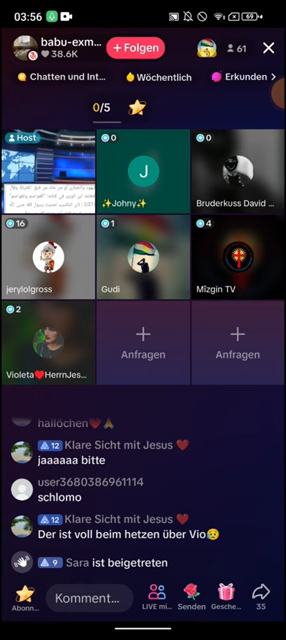 03:56
69
babu-exm...
38.6K
+ Folgen
61
Chatten und Int...
Wöchentlich
Erkunden >
0/5
Host
0
J
✨Johny✨
0
Bruderkuss David ...
16
jerylolgross
1
Gudi
4
Mîzgin TV
2
Violeta❤️HerrnJes...
+
Anfragen
+
Anfragen
hallöchen❤️🙏
12 Klare Sicht mit Jesus ❤️
jaaaaaa bitte
user3680386961114
schlomo
12 Klare Sicht mit Jesus ❤️
Der ist voll beim hetzen über Vio😥
9 Sara ist beigetreten
Abonn...
Komment...
LIVE mi...
Senden
Gesche...
35